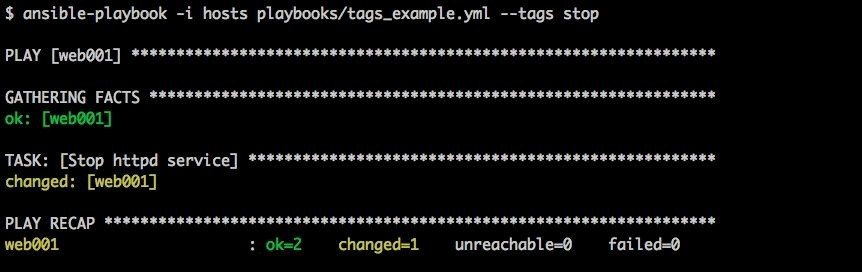 $ ansible-playbook -i hosts playbooks/tags_example.yml --tags stop
PLAY [web001] *****************************************************************
GATHERING FACTS ***************************************************************
ok: [web001]
TASK: [Stop httpd service] ****************************************************
changed: [web001]
PLAY RECAP ********************************************************************
web001 : ok=2 changed=1 unreachable=0 failed=0